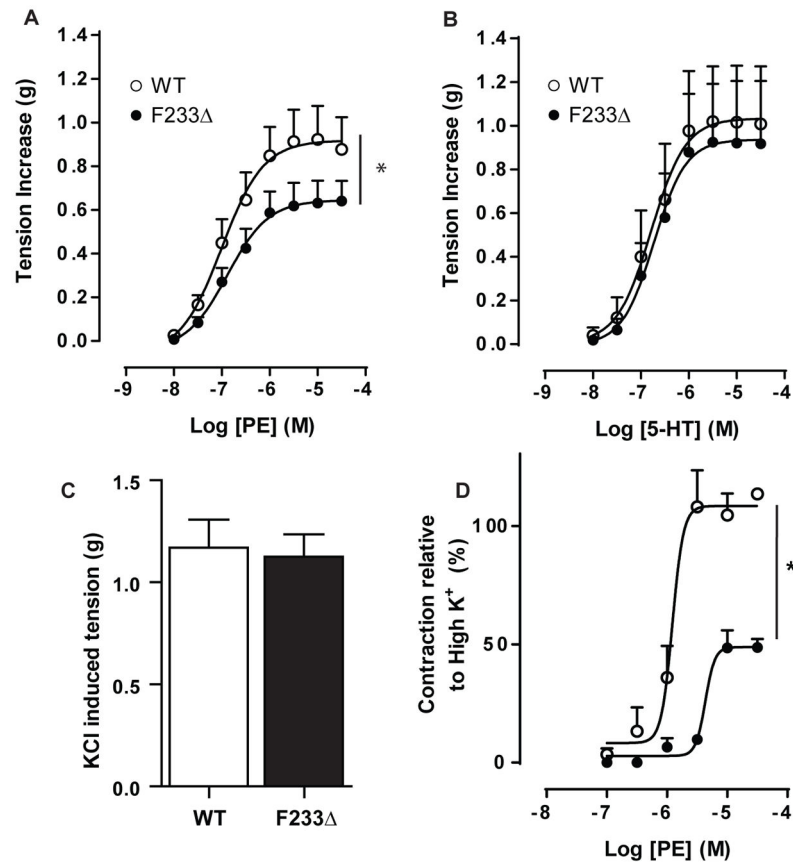 A
Tension Increase (g)
1.4
1.2
1.0
0.8
0.6
0.4
0.2
0.0
WT
F233Δ
*
-9 -8 -7 -6 -5 -4
Log [PE] (M)
B
Tension Increase (g)
1.4
1.2
1.0
0.8
0.6
0.4
0.2
0.0
WT
F233Δ
-9 -8 -7 -6 -5 -4
Log [5-HT] (M)
C
KCl induced tension (g)
1.5
1.0
0.5
0.0
WT F233Δ
D
Contraction relative
to High K+ (%)
100
50
0
*
-8 -7 -6 -5 -4
Log [PE] (M)